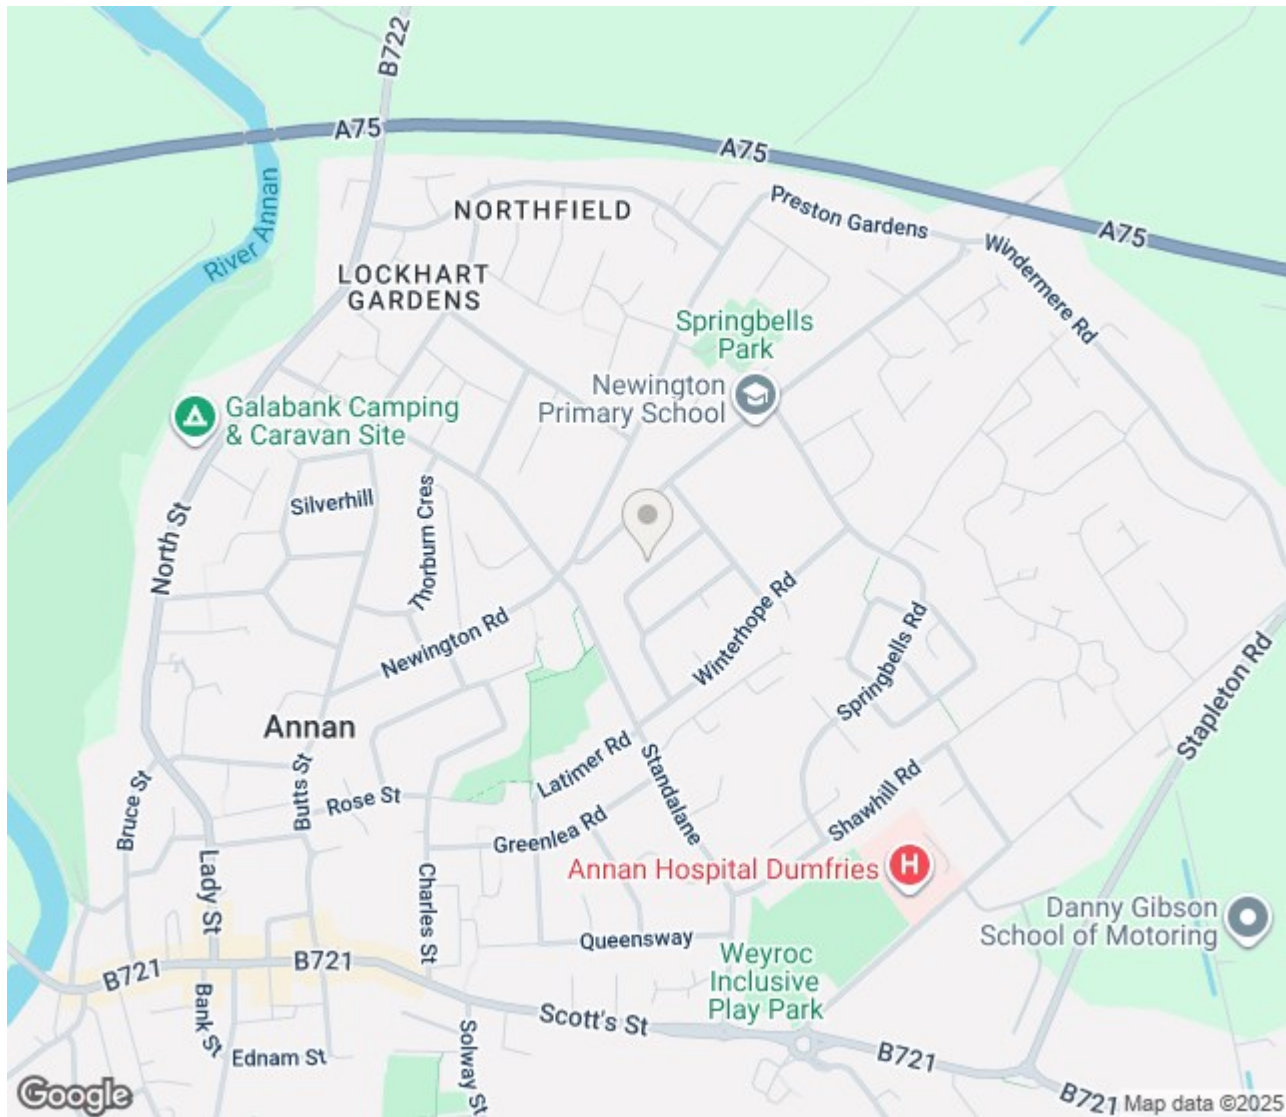 B722
A75
A75
River Annan
NORTHFIELD
Preston Gardens
A75
Windermere Rd
LOCKHART
GARDENS
Springbells
Park
Newington
Primary School
Galabank Camping
& Caravan Site
Silverhill
Thorburn Cres
North St
Newington Rd
Winterhope Rd
Springbells Rd
Stapleton Rd
Annan
Latimer Rd
Standalane
Bruce St
Butts St
Rose St
Greenlea Rd
Shawhill Rd
Lady St
Charles St
Annan Hospital Dumfries
H
Danny Gibson
School of Motoring
Queensway
Weyroc
Inclusive
Play Park
B721
B721
Bank St
Scott's St
Ednam St
Solway St
B721
B721
Google
Map data ©2025